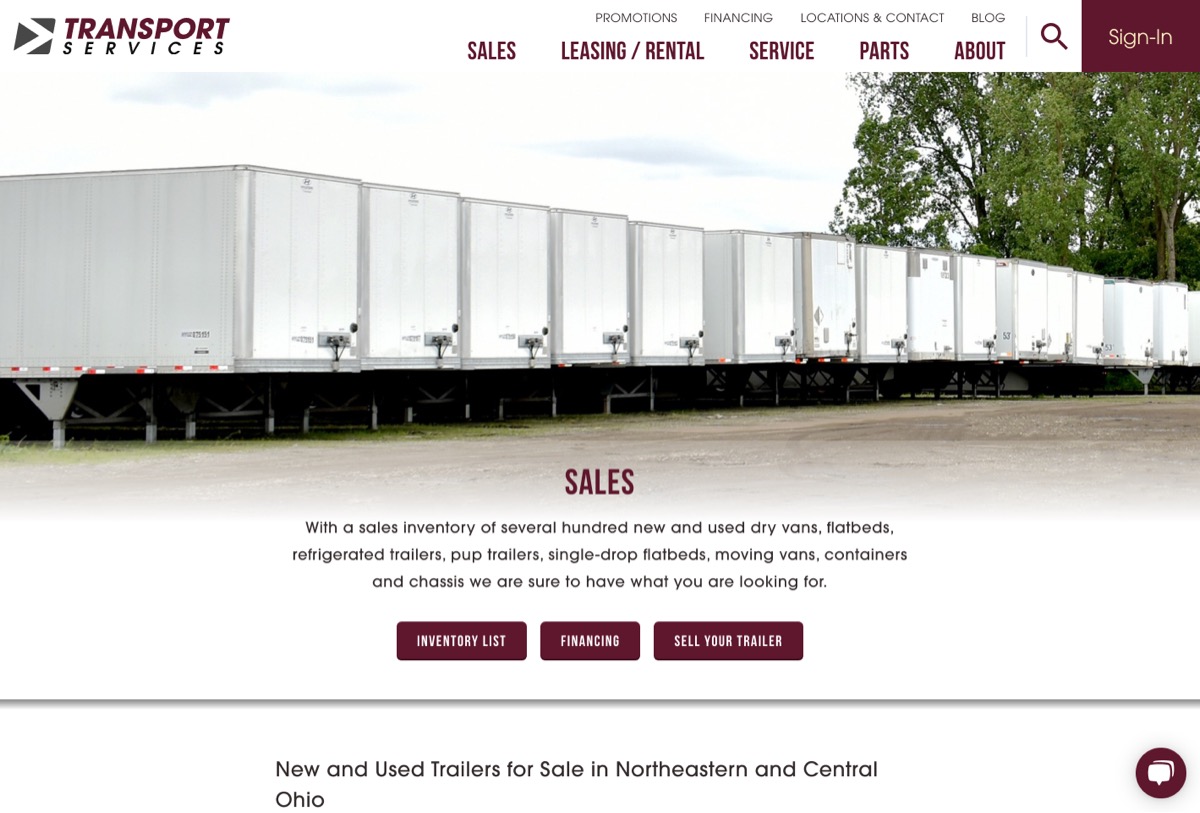 TRANSPORT
SERVICES
PROMOTIONS FINANCING LOCATIONS & CONTACT BLOG
SALES LEASING / RENTAL SERVICE PARTS ABOUT
Sign-In
53'
53'
SALES
With a sales inventory of several hundred new and used dry vans, flatbeds,
refrigerated trailers, pup trailers, single-drop flatbeds, moving vans, containers
and chassis we are sure to have what you are looking for.
INVENTORY LIST FINANCING SELL YOUR TRAILER
New and Used Trailers for Sale in Northeastern and Central
Ohio